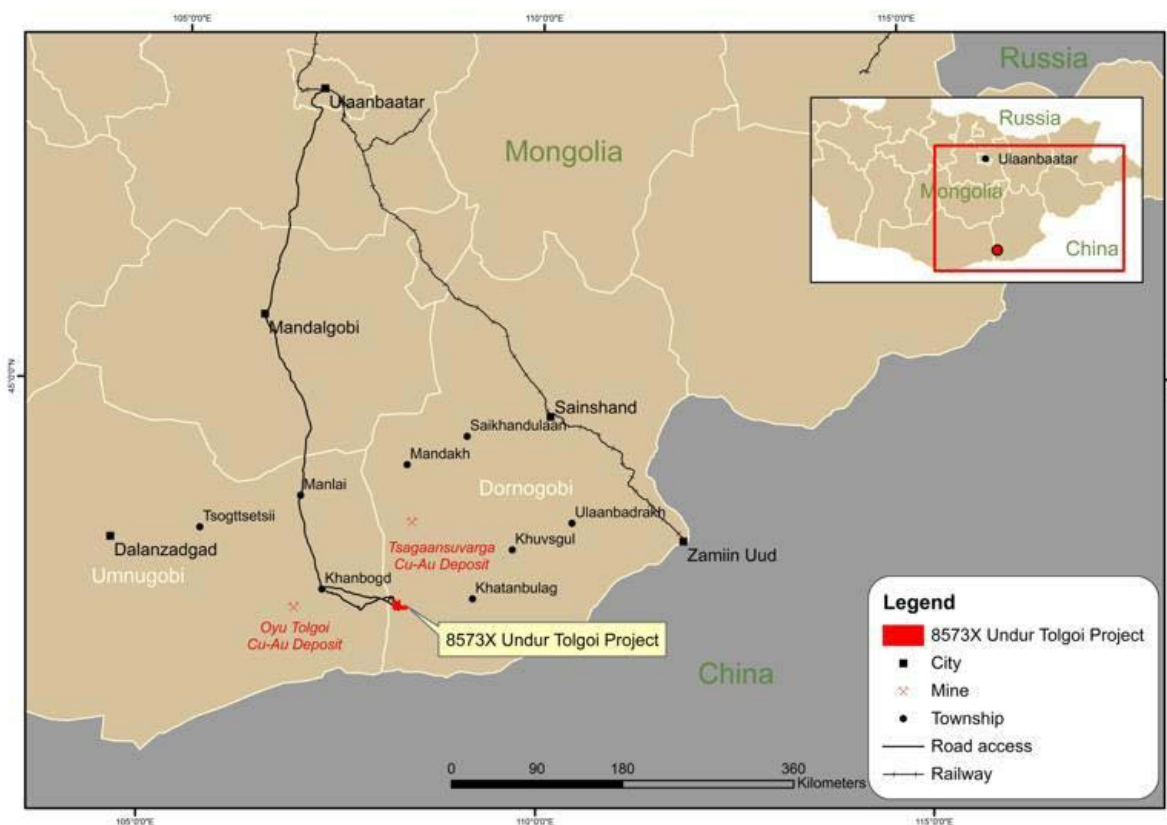 105°0'0"E
110°0'0"E
115°0'0"E
Russia
Ulaanbaatar
Mongolia
Russia
Ulaanbaatar
Mongolia
China
Mandalgobi
45°0'0"N
Sainshand
Saikhandulaan
Mandakh
Manlai
Dornogobi
Tsogttsetsii
Ulaanbadrakh
Dalanzadgad
Tsagaansuvarga
Cu-Au Deposit
Khuvsgul
Zamiin Uud
Umnugobi
Khanbogd
Khatanbulag
Oyu Tolgoi
Cu-Au Deposit
8573X Undur Tolgoi Project
China
Legend
8573X Undur Tolgoi Project
City
Mine
Township
Road access
Railway
0 90 180 360
Kilometers
105°0'0"E
110°0'0"E
115°0'0"E